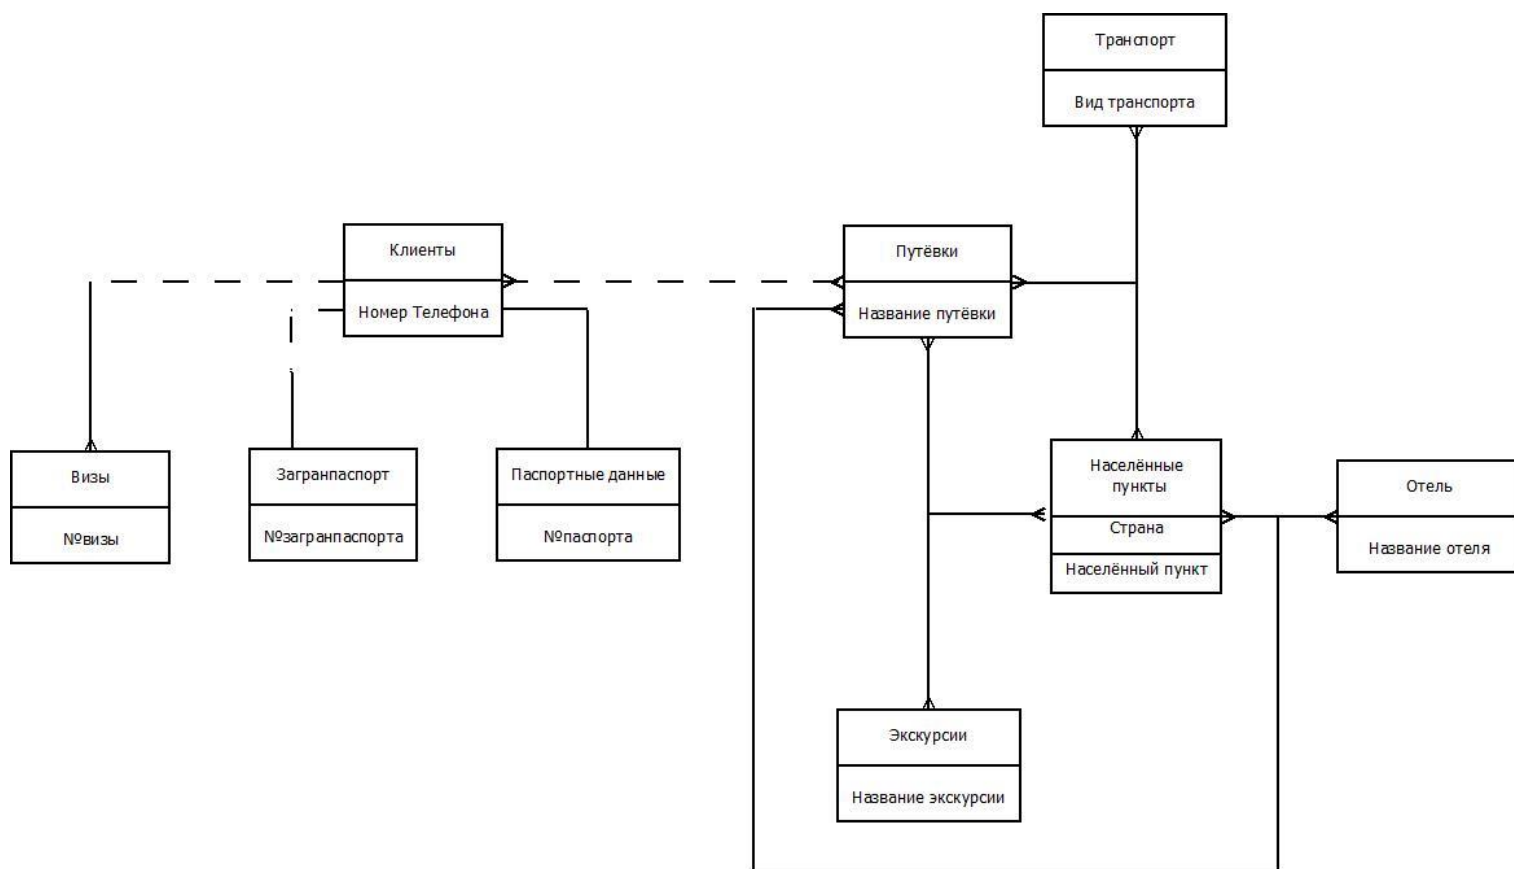 Транспорт
Вид транспорта
Клиенты
Номер Телефона
Путёвки
Название путёвки
Визы
№визы
Загранпаспорт
№загранпаспорта
Паспортные данные
№паспорта
Населённые
пункты
Страна
Населённый пункт
Отель
Название отеля
Экскурсии
Название экскурсии